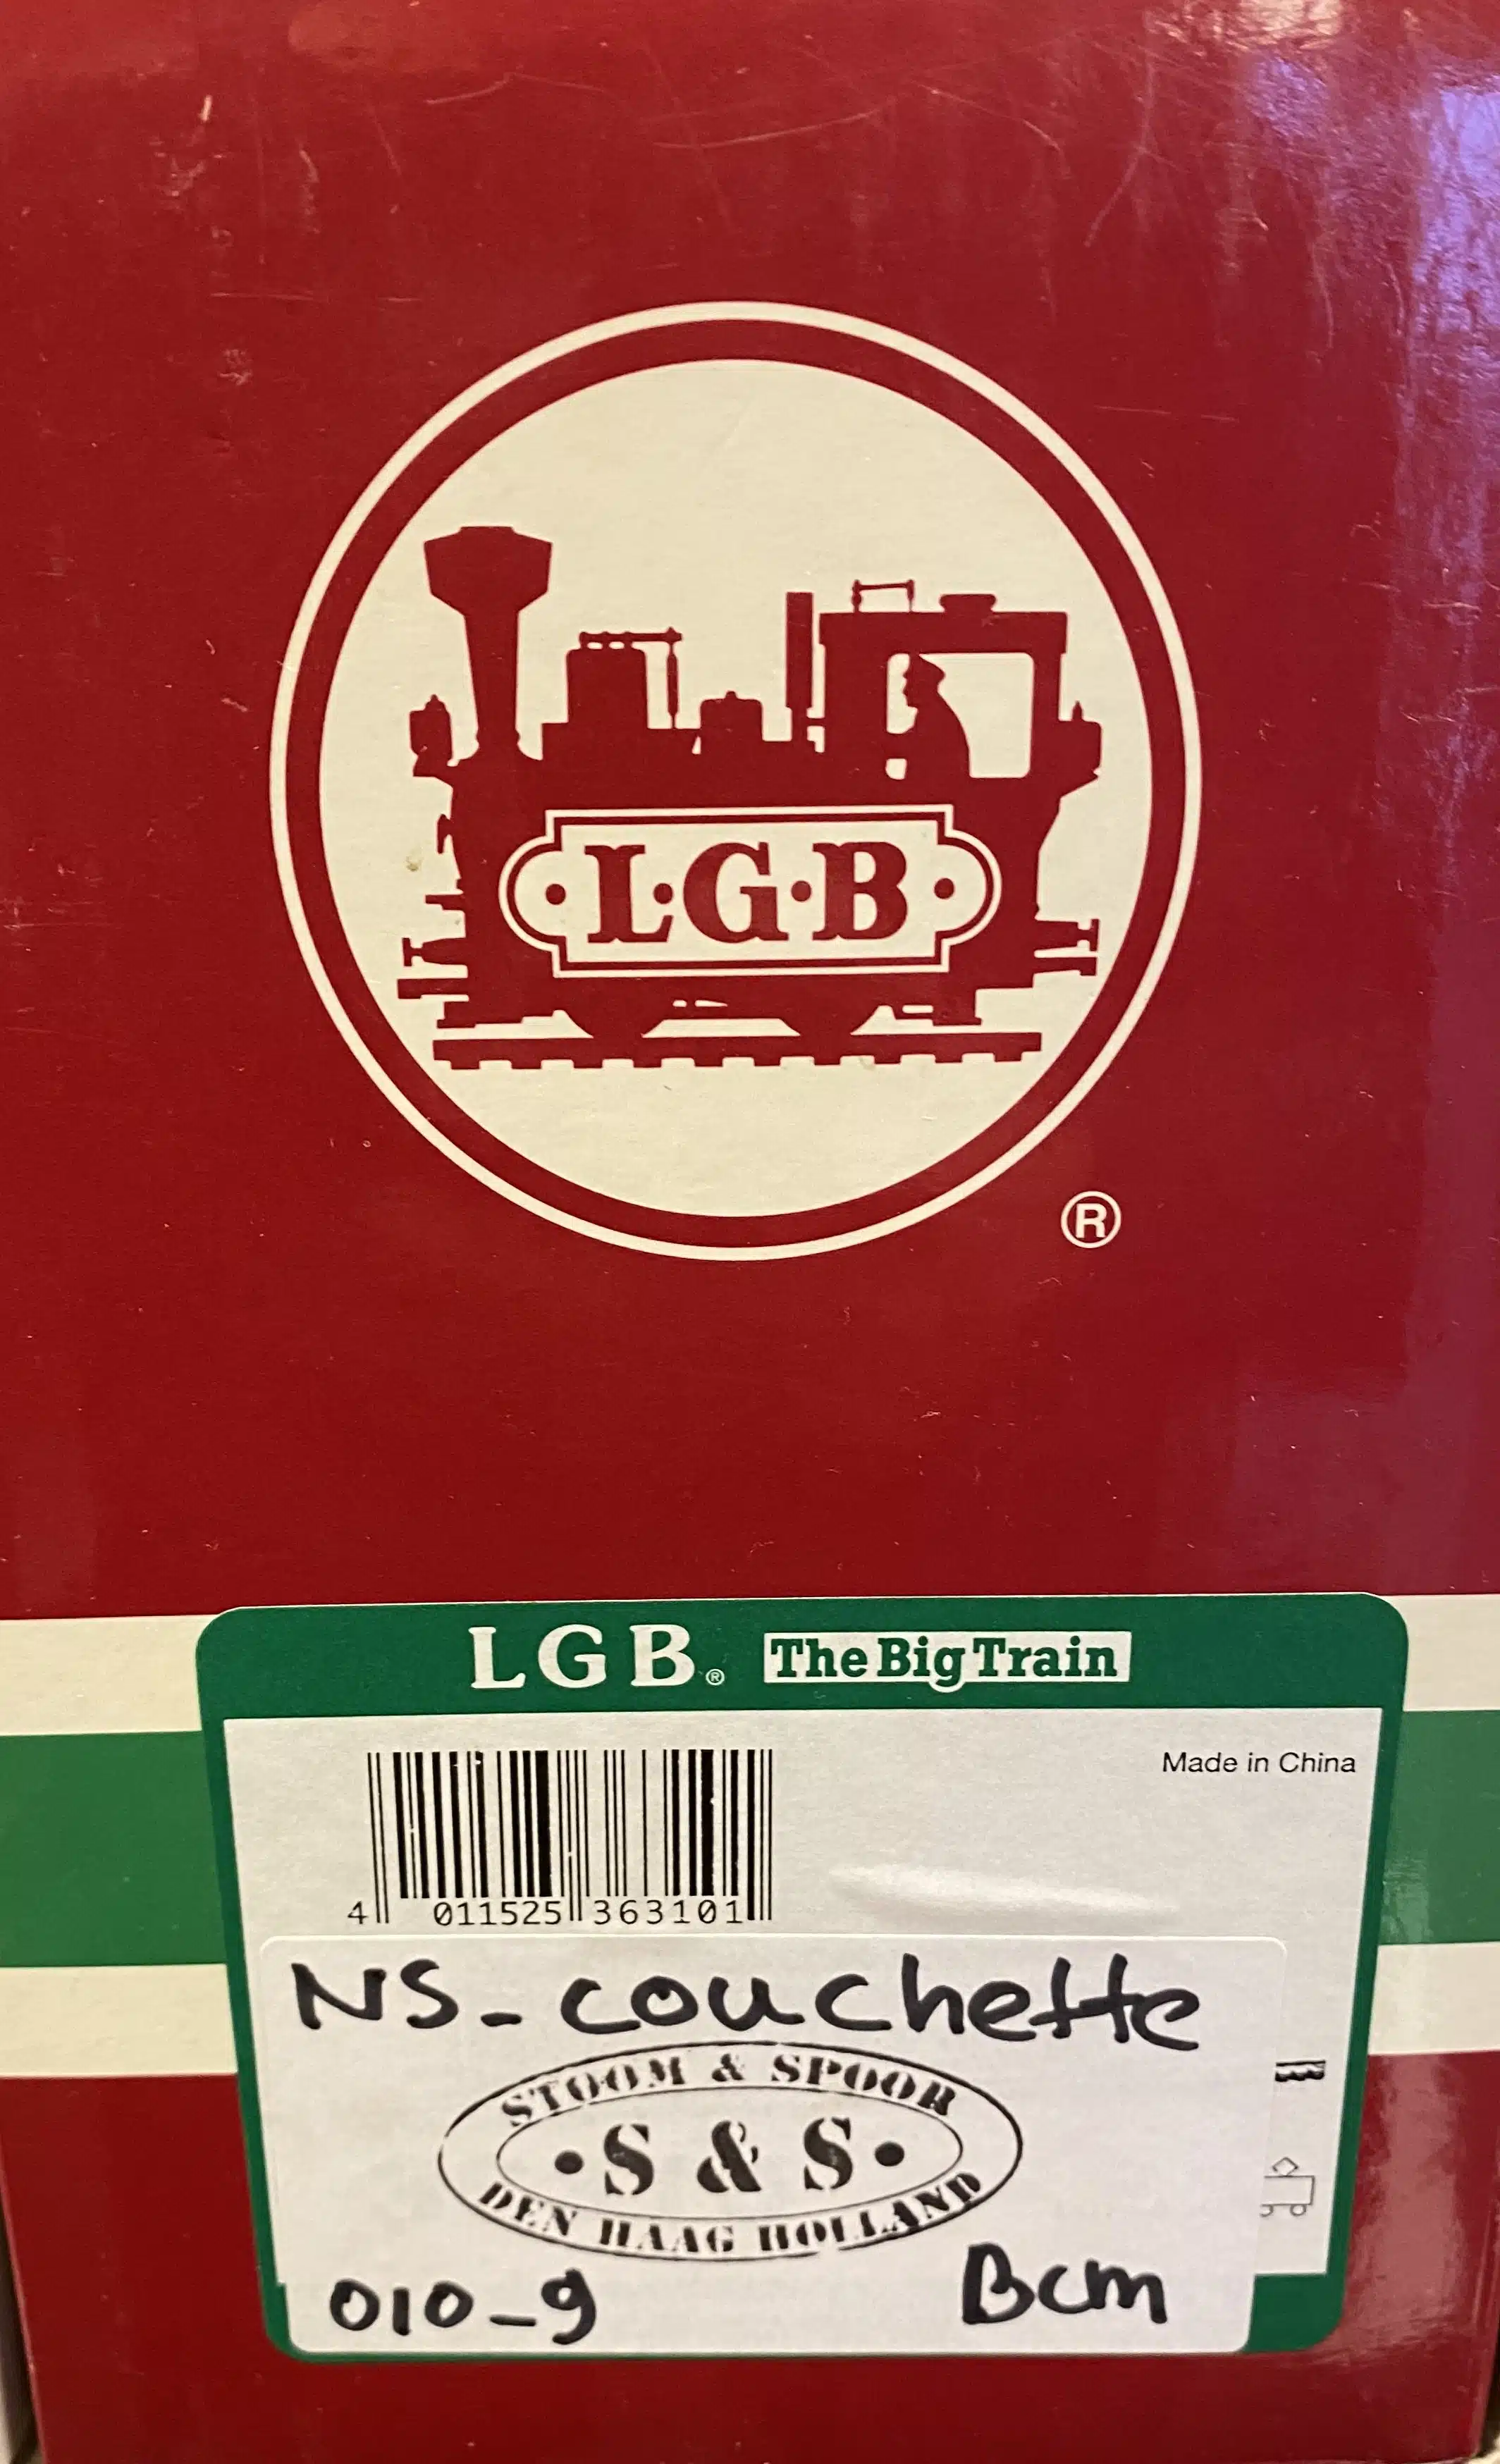 ·L·G·B·
®
LGB® The Big Train
Made in China
4 011525 363101
NS-couchette
STOOM & SPOOR
·S & S·
DEN HAAG HOLLAND
010-9 Bcm